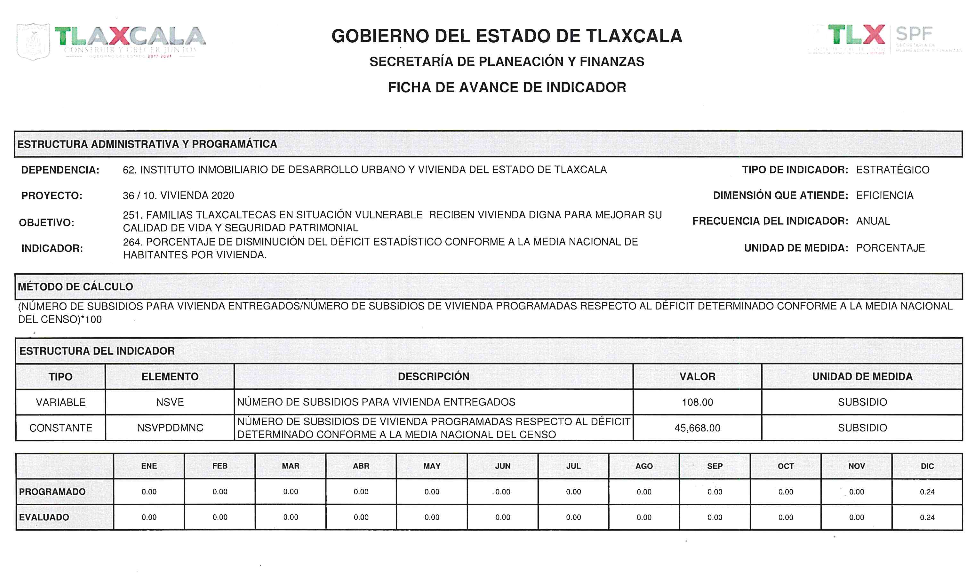 TLAXCALA
CONSTRUIR Y CRECER JUNTOS
GOBIERNO DEL ESTADO DE TLAXCALA
TLX SPF
SECRETARÍA DE PLANEACIÓN Y FINANZAS
FICHA DE AVANCE DE INDICADOR
ESTRUCTURA ADMINISTRATIVA Y PROGRAMÁTICA
DEPENDENCIA: 62. INSTITUTO INMOBILIARIO DE DESARROLLO URBANO Y VIVIENDA DEL ESTADO DE TLAXCALA TIPO DE INDICADOR: ESTRATÉGICO
PROYECTO: 36 / 10. VIVIENDA 2020 DIMENSIÓN QUE ATIENDE: EFICIENCIA
OBJETIVO: 251. FAMILIAS TLAXCALTECAS EN SITUACIÓN VULNERABLE RECIBEN VIVIENDA DIGNA PARA MEJORAR SU
CALIDAD DE VIDA Y SEGURIDAD PATRIMONIAL FRECUENCIA DEL INDICADOR: ANUAL
INDICADOR: 264. PORCENTAJE DE DISMINUCIÓN DEL DÉFICIT ESTADÍSTICO CONFORME A LA MEDIA NACIONAL DE
HABITANTES POR VIVIENDA. UNIDAD DE MEDIDA: PORCENTAJE
MÉTODO DE CÁLCULO
(NÚMERO DE SUBSIDIOS PARA VIVIENDA ENTREGADOS/NÚMERO DE SUBSIDIOS DE VIVIENDA PROGRAMADAS RESPECTO AL DÉFICIT DETERMINADO CONFORME A LA MEDIA NACIONAL
DEL CENSO)*100
ESTRUCTURA DEL INDICADOR
TIPO ELEMENTO DESCRIPCIÓN VALOR UNIDAD DE MEDIDA
VARIABLE NSVE NÚMERO DE SUBSIDIOS PARA VIVIENDA ENTREGADOS 108.00 SUBSIDIO
CONSTANTE NSVPDDMNC NÚMERO DE SUBSIDIOS DE VIVIENDA PROGRAMADAS RESPECTO AL DÉFICIT
DETERMINADO CONFORME A LA MEDIA NACIONAL DEL CENSO 45,668.00 SUBSIDIO
ENE FEB MAR ABR MAY JUN JUL AGO SEP OCT NOV DIC
PROGRAMADO 0.00 0.00 0.00 0.00 0.00 0.00 0.00 0.00 0.00 0.00 0.00 0.24
EVALUADO 0.00 0.00 0.00 0.00 0.00 0.00 0.00 0.00 0.00 0.00 0.00 0.24